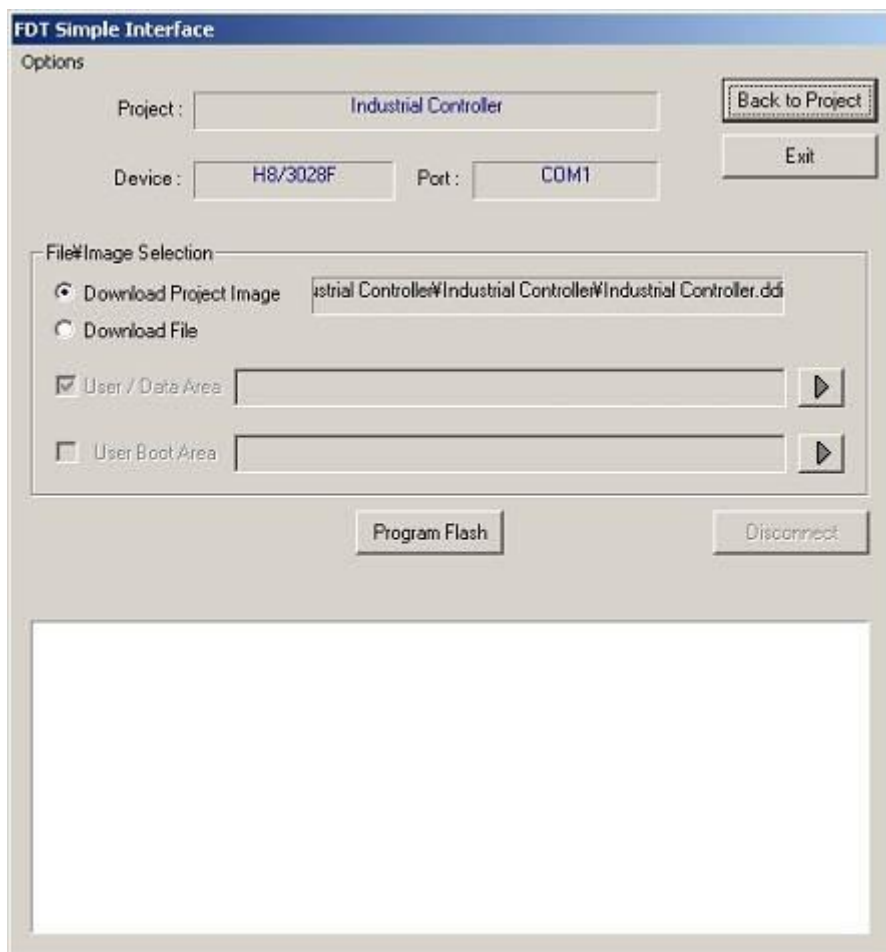 FDT Simple Interface
Options
Project : Industrial Controller Back to Project
Device : H8/3028F Port : COM1 Exit
File¥Image Selection
Download Project Image ustrial Controller¥Industrial Controller¥Industrial Controller.ddi
Download File
User / Data Area
User Boot Area
Program Flash Disconnect